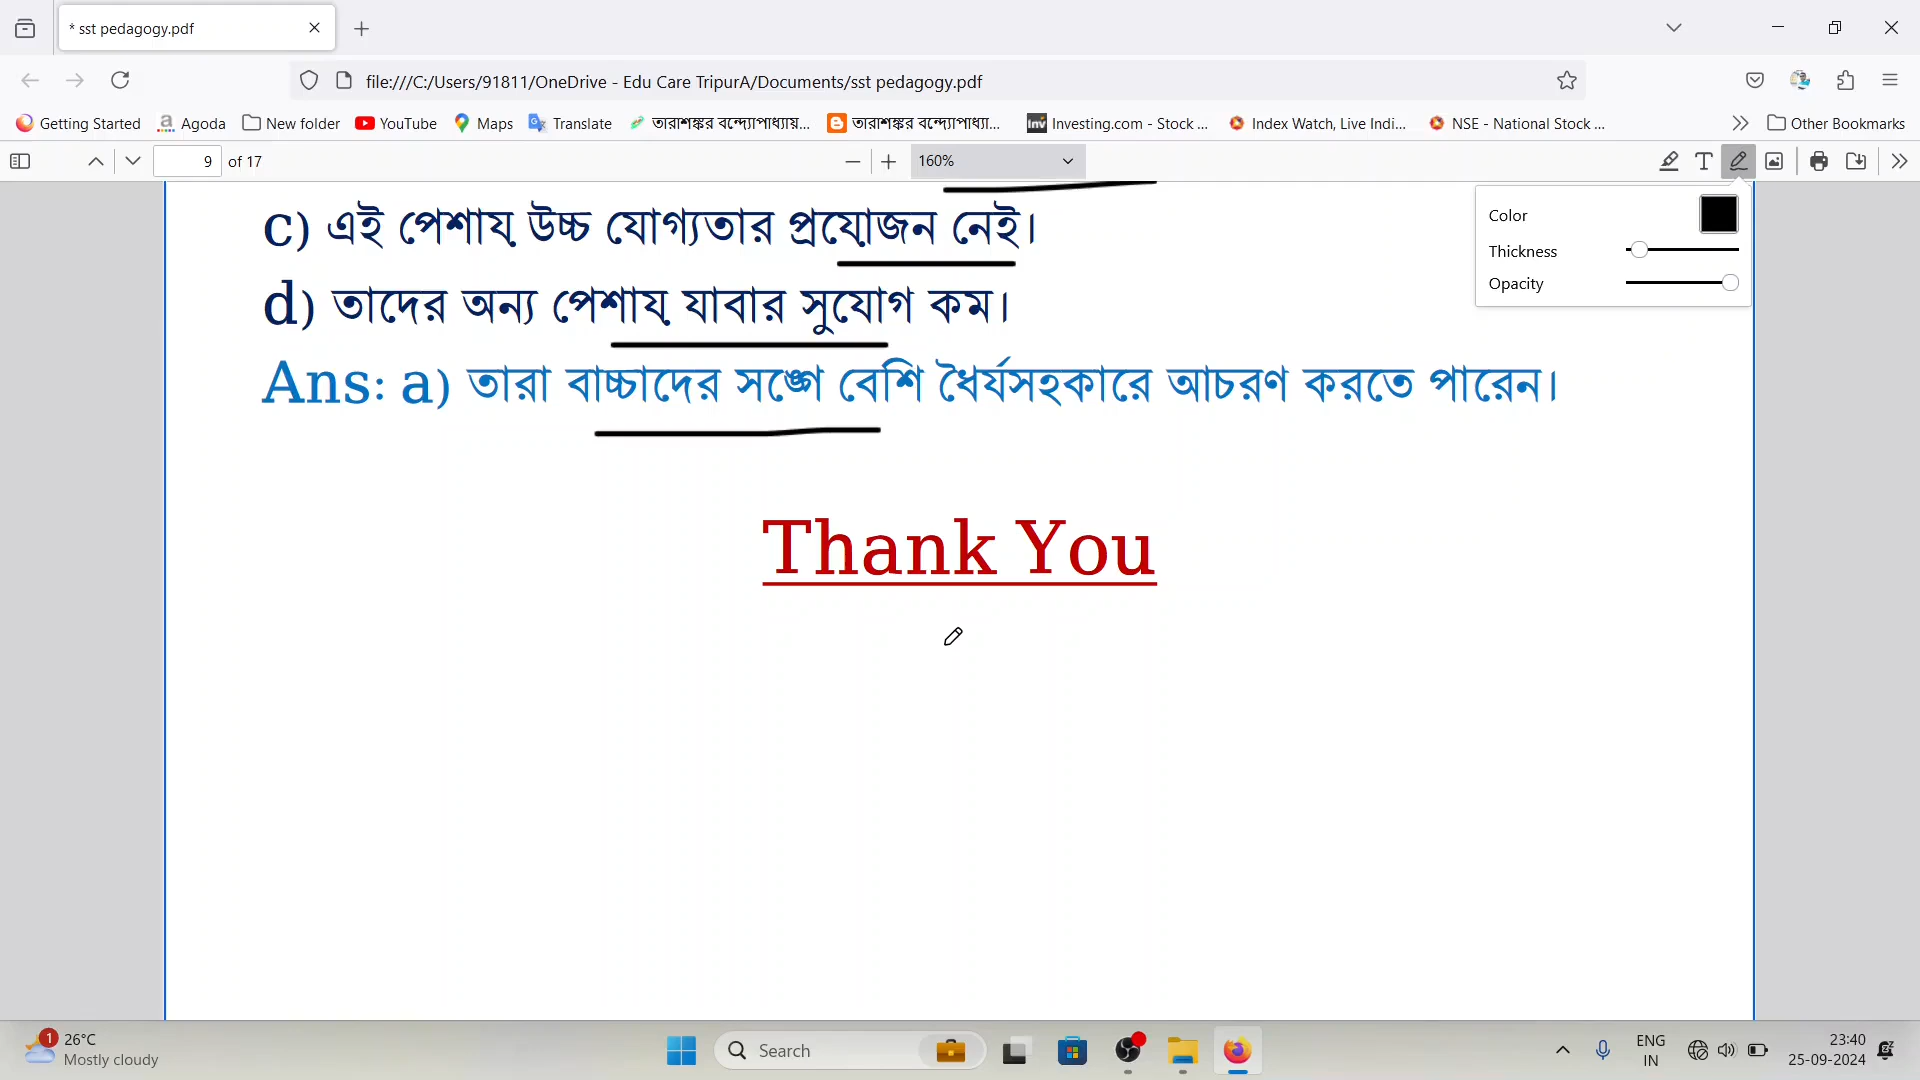 * sst pedagogy.pdf
file:///C:/Users/91811/OneDrive - Edu Care TripurA/Documents/sst pedagogy.pdf
Getting Started
Agoda
New folder
YouTube
Maps
Translate
তারাশঙ্কর বন্দ্যোপাধ্যায়...
তারাশঙ্কর বন্দ্যোপাধ্যা...
Investing.com - Stock ...
Index Watch, Live Indi...
NSE - National Stock ...
Other Bookmarks
9 of 17
160%
Color
Thickness
Opacity
c) এই পেশায় উচ্চ যোগ্যতার প্রয়োজন নেই।
d) তাদের অন্য পেশায় যাবার সুযোগ কম।
Ans: a) তারা বাচ্চাদের সঙ্গে বেশি ধৈর্যসহকারে আচরণ করতে পারেন।
Thank You
1
26°C
Mostly cloudy
Search
ENG
IN
23:40
25-09-2024